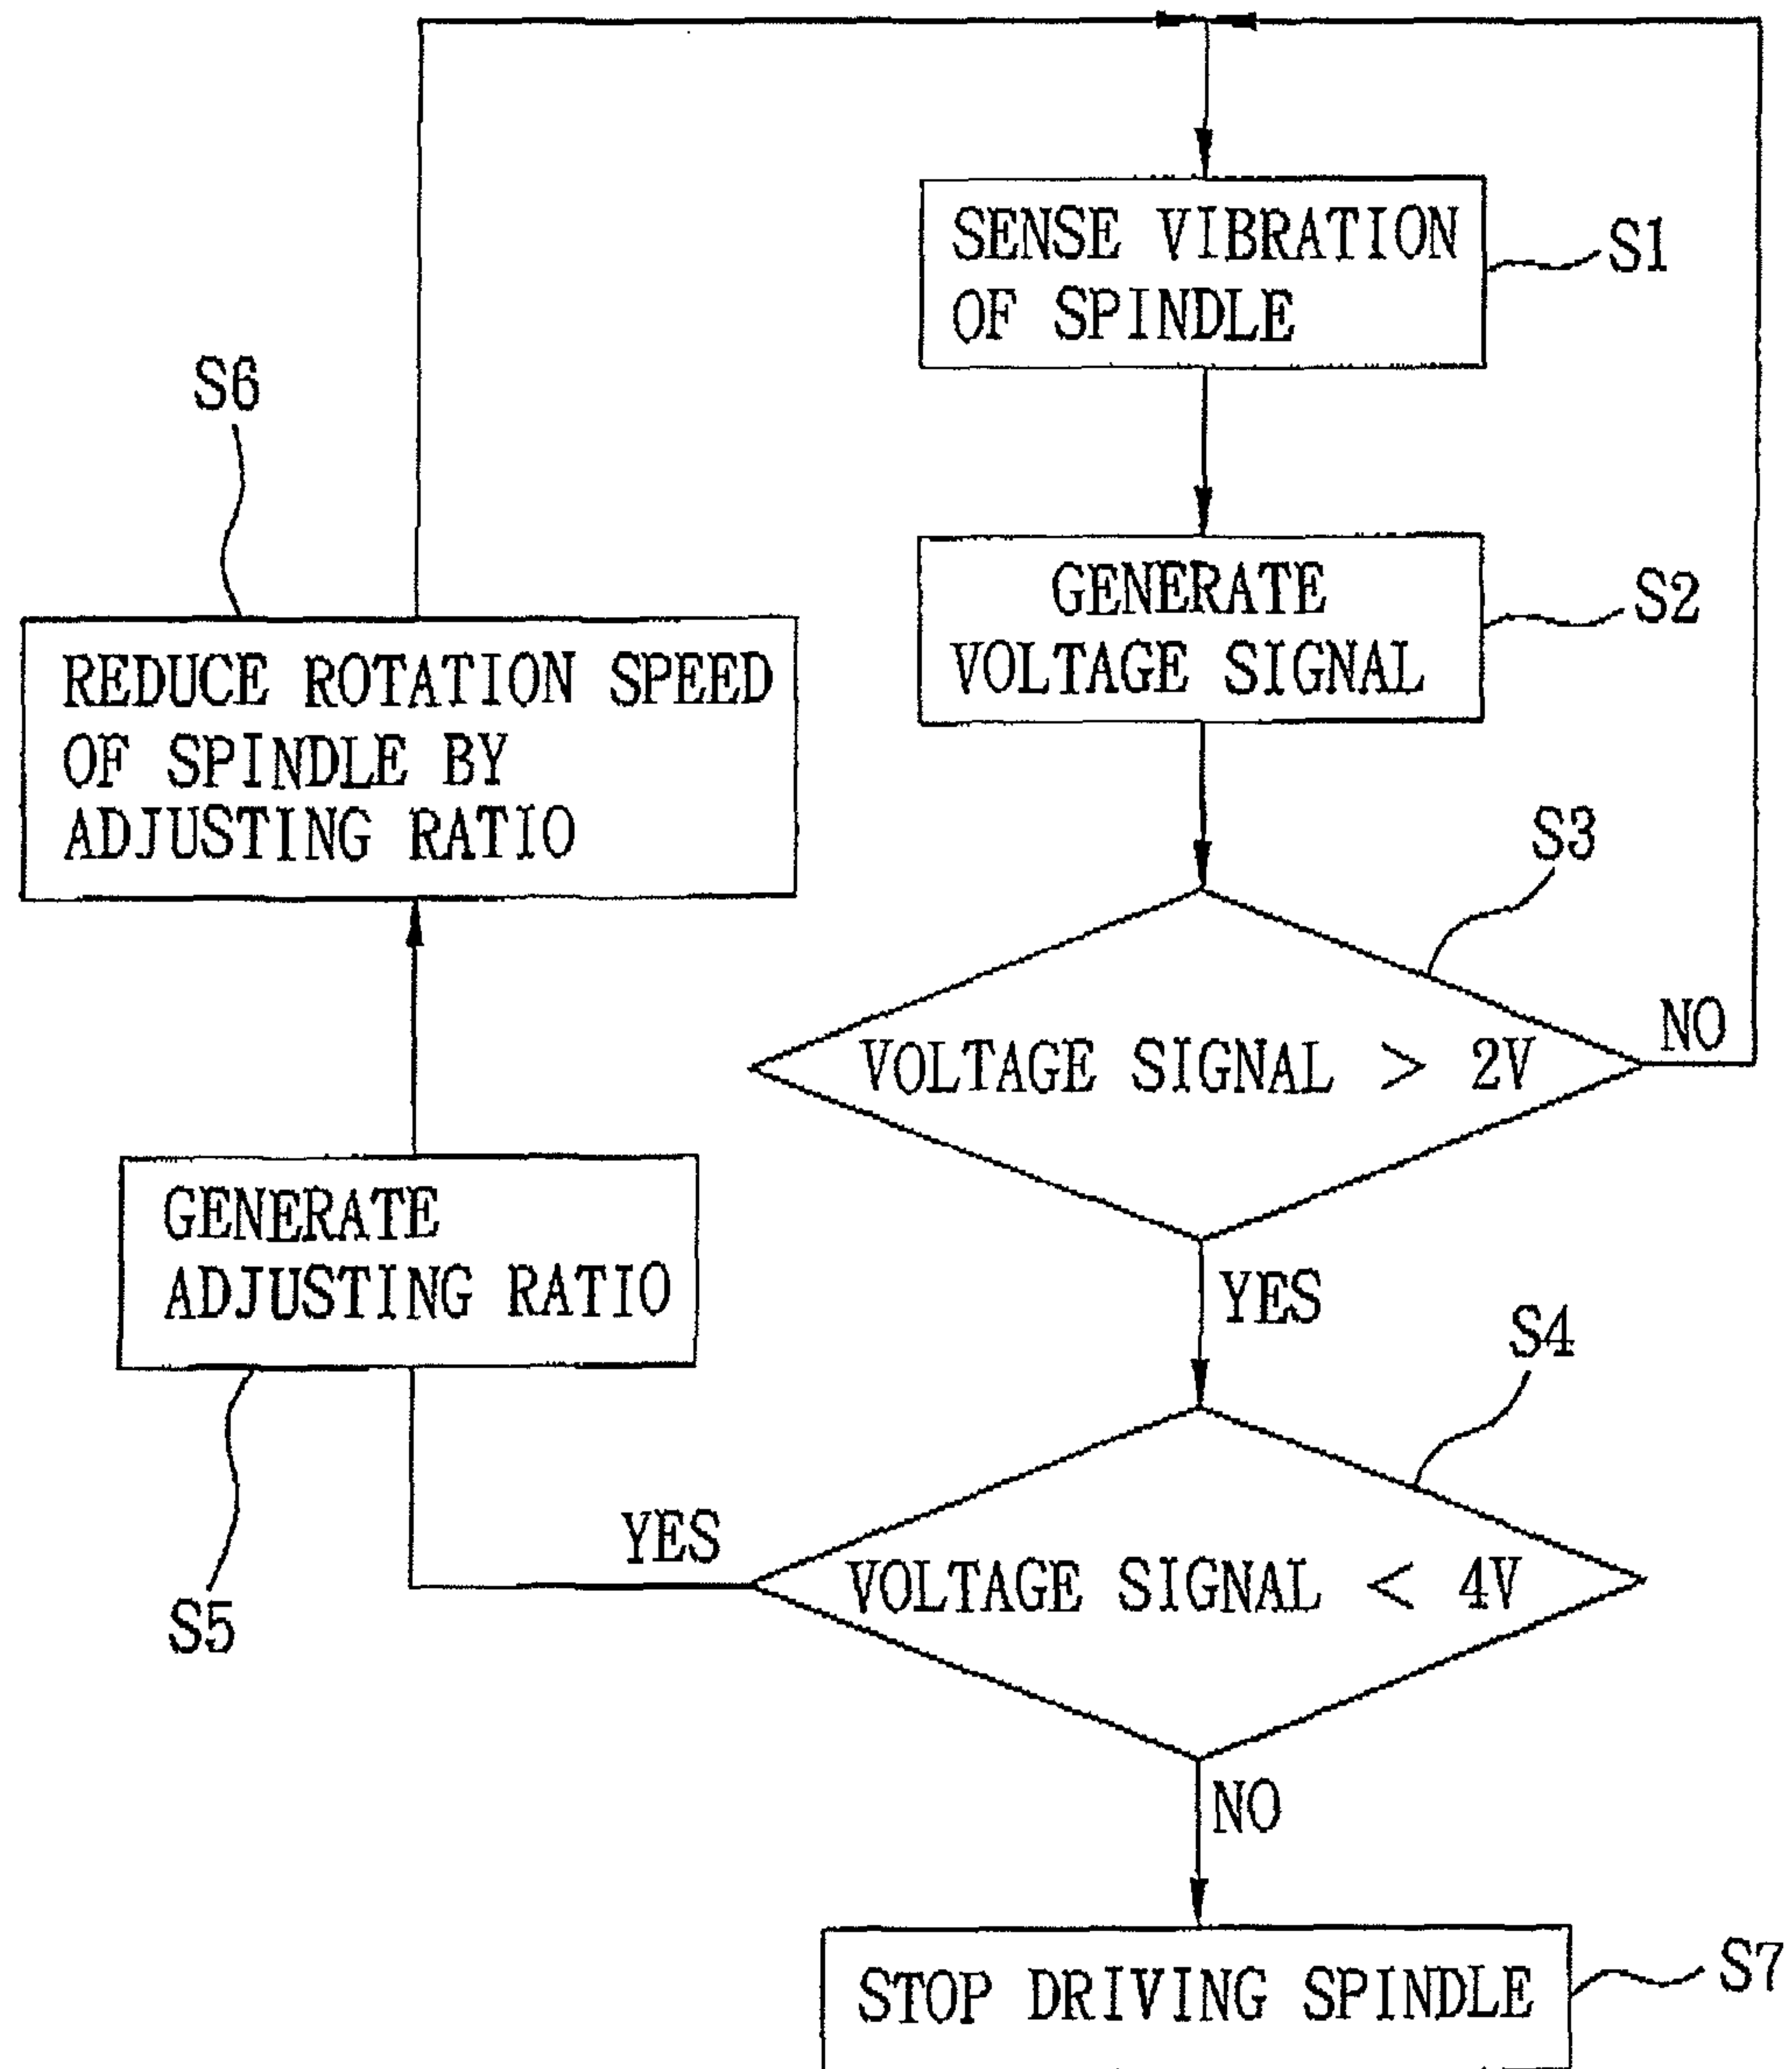 SENSE VIBRATION
OF SPINDLE
S1
GENERATE
VOLTAGE SIGNAL
S2
VOLTAGE SIGNAL > 2V
S3
NO
YES
VOLTAGE SIGNAL < 4V
S4
YES
GENERATE
ADJUSTING RATIO
S5
REDUCE ROTATION SPEED
OF SPINDLE BY
ADJUSTING RATIO
S6
NO
STOP DRIVING SPINDLE
S7